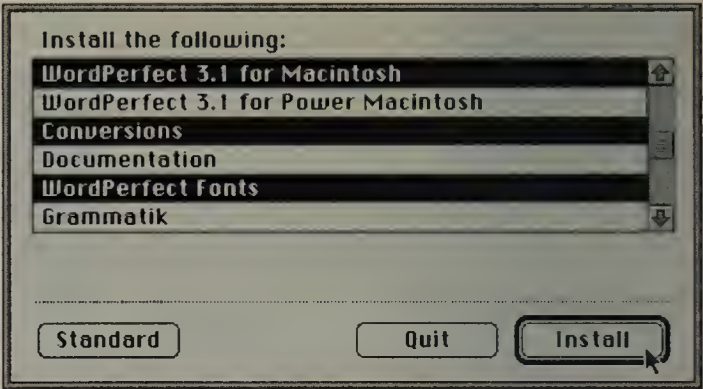 Install the following:
WordPerfect 3.1 for Macintosh
WordPerfect 3.1 for Power Macintosh
Conversions
Documentation
WordPerfect Fonts
Grammatik
Standard
Quit
Install